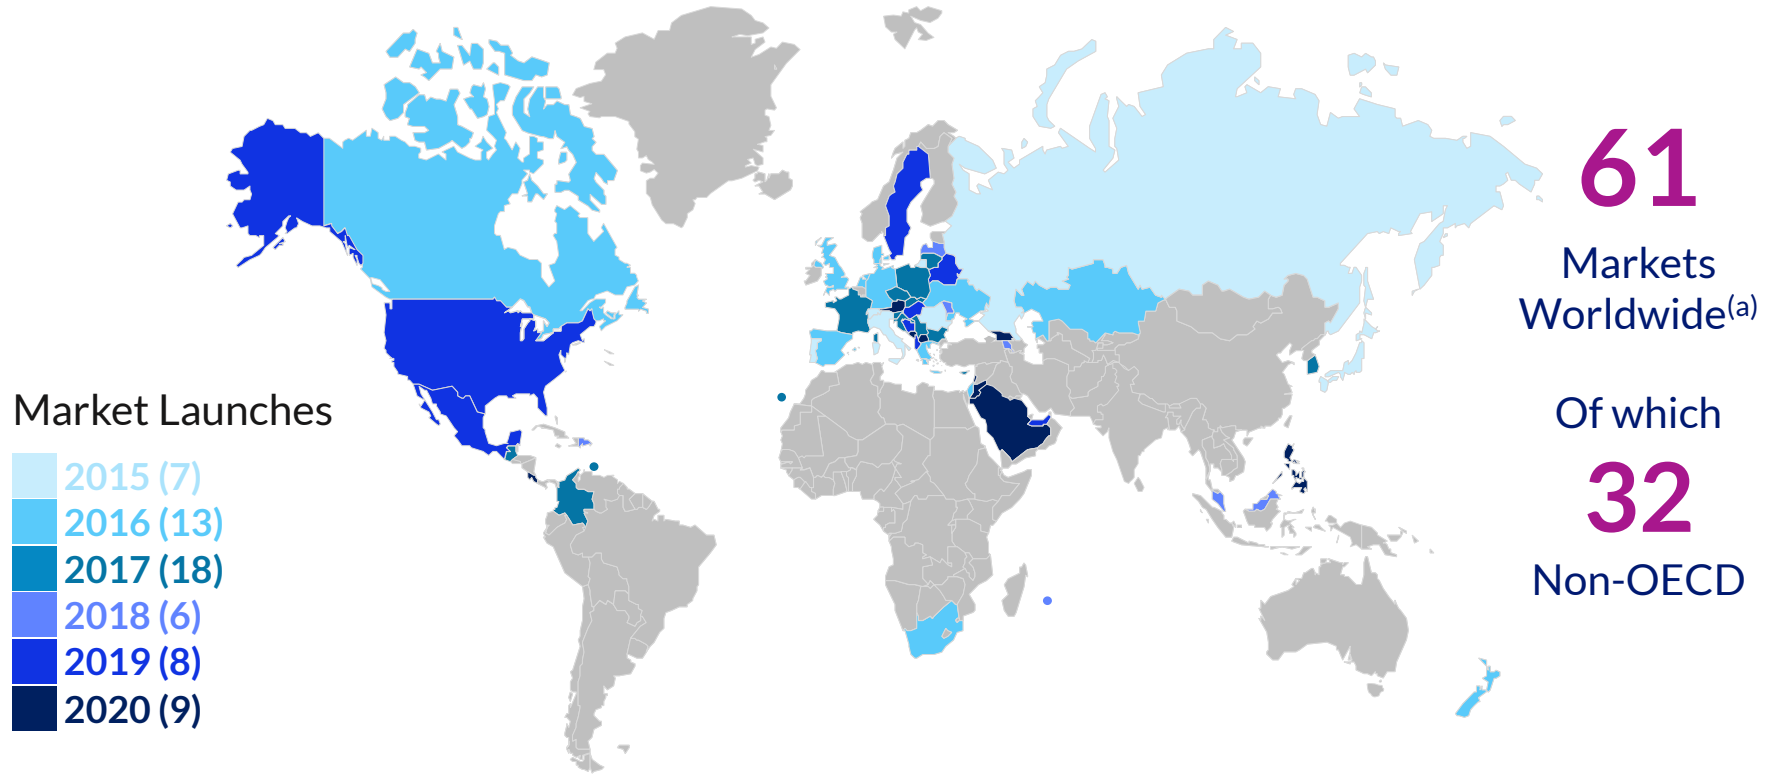 Market Launches
2015 (7)
2016 (13)
2017 (18)
2018 (6)
2019 (8)
2020 (9)
61
Markets
Worldwide(a)
Of which
32
Non-OECD